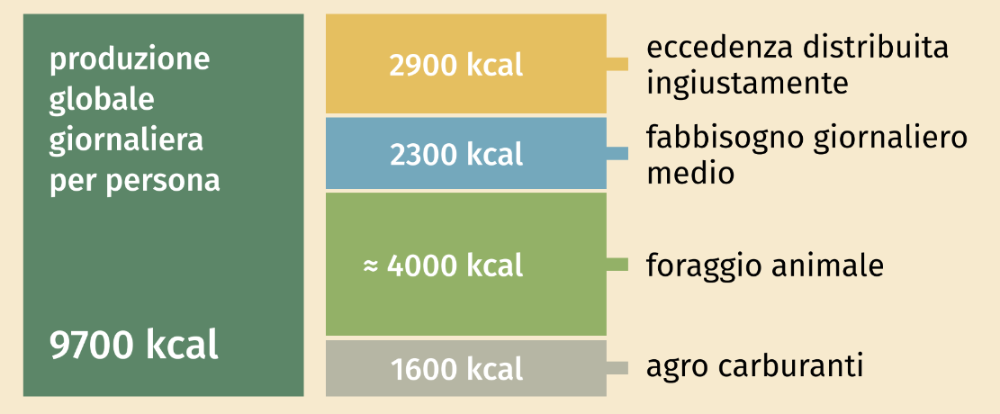 produzione
globale
giornaliera
per persona
9700 kcal
2900 kcal
eccedenza distribuita
ingiustamente
2300 kcal
fabbisogno giornaliero
medio
≈ 4000 kcal
foraggio animale
1600 kcal
agro carburanti